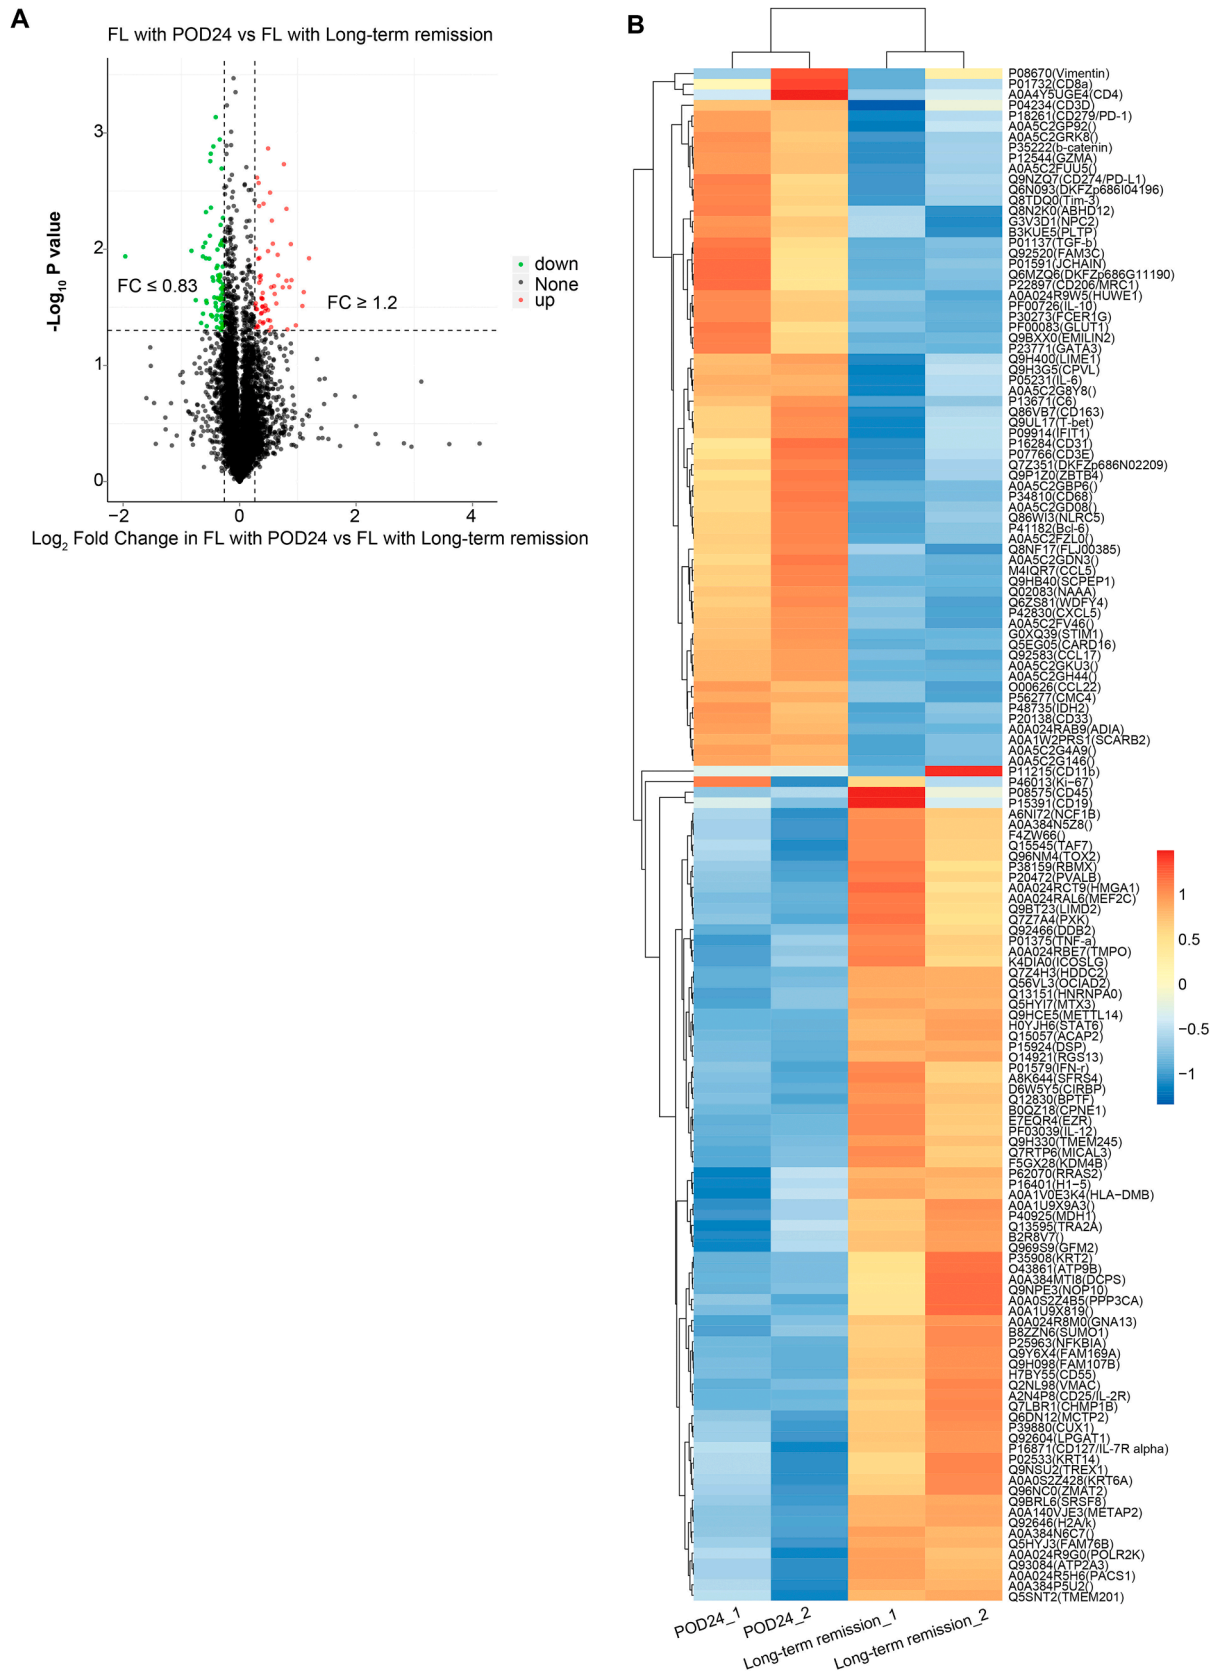 A
FL with POD24 vs FL with Long-term remission
3
2
1
0
-Log10 P value
FC ≤ 0.83
FC ≥ 1.2
down
None
up
−2
0
2
4
Log2 Fold Change in FL with POD24 vs FL with Long-term remission
B
P08670(Vimentin)
P01732(CD8a)
A0A4Y5UGE4(CD4)
P04234(CD3D)
P18261(CD279/PD-1)
A0A5C2GP92()
A0A5C2GRK8()
P35222(b-catenin)
P12544(GZMA)
A0A5C2FUU5()
Q9NZQ7(CD274/PD-L1)
Q6N093(DKFZp686I04196)
Q8TDQ0(Tim-3)
Q8N2K0(ABHD12)
G3V3D1(NPC2)
B3KUE5(PLTP)
P01137(TGF-b)
Q92520(FAM3C)
P01591(JCHAIN)
Q6MZQ6(DKFZp686G11190)
P22897(CD206/MRC1)
A0A024R9W5(HUWE1)
PF00726(IL-10)
P30273(FCER1G)
PF00083(GLUT1)
Q9BXX0(EMILIN2)
P23771(GATA3)
Q9H400(LIME1)
Q9H3G5(CPVL)
P05231(IL-6)
A0A5C2G8Y8()
P13671(C6)
Q86VB7(CD163)
Q9UL17(T-bet)
P09914(IFIT1)
P16284(CD31)
P07766(CD3E)
Q7Z351(DKFZp686N02209)
Q9P1Z0(ZBTB4)
A0A5C2GBP6()
P34810(CD68)
A0A5C2GD08()
Q86WI3(NLRC5)
P41182(Bcl-6)
A0A5C2FZL0()
Q8NF17(FLJ00385)
A0A5C2GDN3()
M4IQR7(CCL5)
Q9HB40(SCPEP1)
Q02083(NAAA)
Q6ZS81(WDFY4)
P42830(CXCL5)
A0A5C2FV46()
G0XQ39(STIM1)
Q5EG05(CARD16)
Q92583(CCL17)
A0A5C2GKU3()
A0A5C2GH44()
O00626(CCL22)
P56277(CMC4)
P48735(IDH2)
P20138(CD33)
A0A024RAB9(ADIA)
A0A1W2PRS1(SCARB2)
A0A5C2G4A9()
A0A5C2G146()
P11215(CD11b)
P46013(Ki−67)
P08575(CD45)
P15391(CD19)
A6NI72(NCF1B)
A0A384N5Z8()
F4ZW66()
Q15545(TAF7)
Q96NM4(TOX2)
P38159(RBMX)
P20472(PVALB)
A0A024RCT9(HMGA1)
A0A024RAL6(MEF2C)
Q9BT23(LIMD2)
Q7Z7A4(PXK)
Q92466(DDB2)
P01375(TNF-a)
A0A024RBE7(TMPO)
K4DIA0(ICOSLG)
Q7Z4H3(HDDC2)
Q56VL3(OCIAD2)
Q13151(HNRNPA0)
Q5HYI7(MTX3)
Q9HCE5(METTL14)
H0YJH6(STAT6)
Q15057(ACAP2)
P15924(DSP)
O14921(RGS13)
P01579(IFN-r)
A8K644(SFRS4)
D6W5Y5(CIRBP)
Q12830(BPTF)
B0QZ18(CPNE1)
E7EQR4(EZR)
PF03039(IL-12)
Q9H330(TMEM245)
Q7RTP6(MICAL3)
F5GX28(KDM4B)
P62070(RRAS2)
P16401(H1−5)
A0A1V0E3K4(HLA−DMB)
A0A1U9X9A3()
P40925(MDH1)
Q13595(TRA2A)
B2R8V7()
Q969S9(GFM2)
P35908(KRT2)
O43861(ATP9B)
A0A384MTI8(DCPS)
Q9NPE3(NOP10)
A0A0S2Z4B5(PPP3CA)
A0A1U9X819()
A0A024R8M0(GNA13)
B8ZZN6(SUMO1)
P25963(NFKBIA)
Q9Y6X4(FAM169A)
Q9H098(FAM107B)
H7BY55(CD55)
Q2NL98(VMAC)
A2N4P8(CD25/IL-2R)
Q7LBR1(CHMP1B)
Q6DN12(MCTP2)
P39880(CUX1)
Q92604(LPGAT1)
P16871(CD127/IL-7R alpha)
P02533(KRT14)
Q9NSU2(TREX1)
A0A0S2Z428(KRT6A)
Q96NC0(ZMAT2)
Q9BRL6(SRSF8)
A0A140VJE3(METAP2)
Q92646(H2A/k)
A0A384N6C7()
Q5HYJ3(FAM76B)
A0A024R9G0(POLR2K)
Q93084(ATP2A3)
A0A024R5H6(PACS1)
A0A384P5U2()
Q5SNT2(TMEM201)
1
0.5
0
−0.5
−1
POD24_1
POD24_2
Long-term remission_1
Long-term remission_2